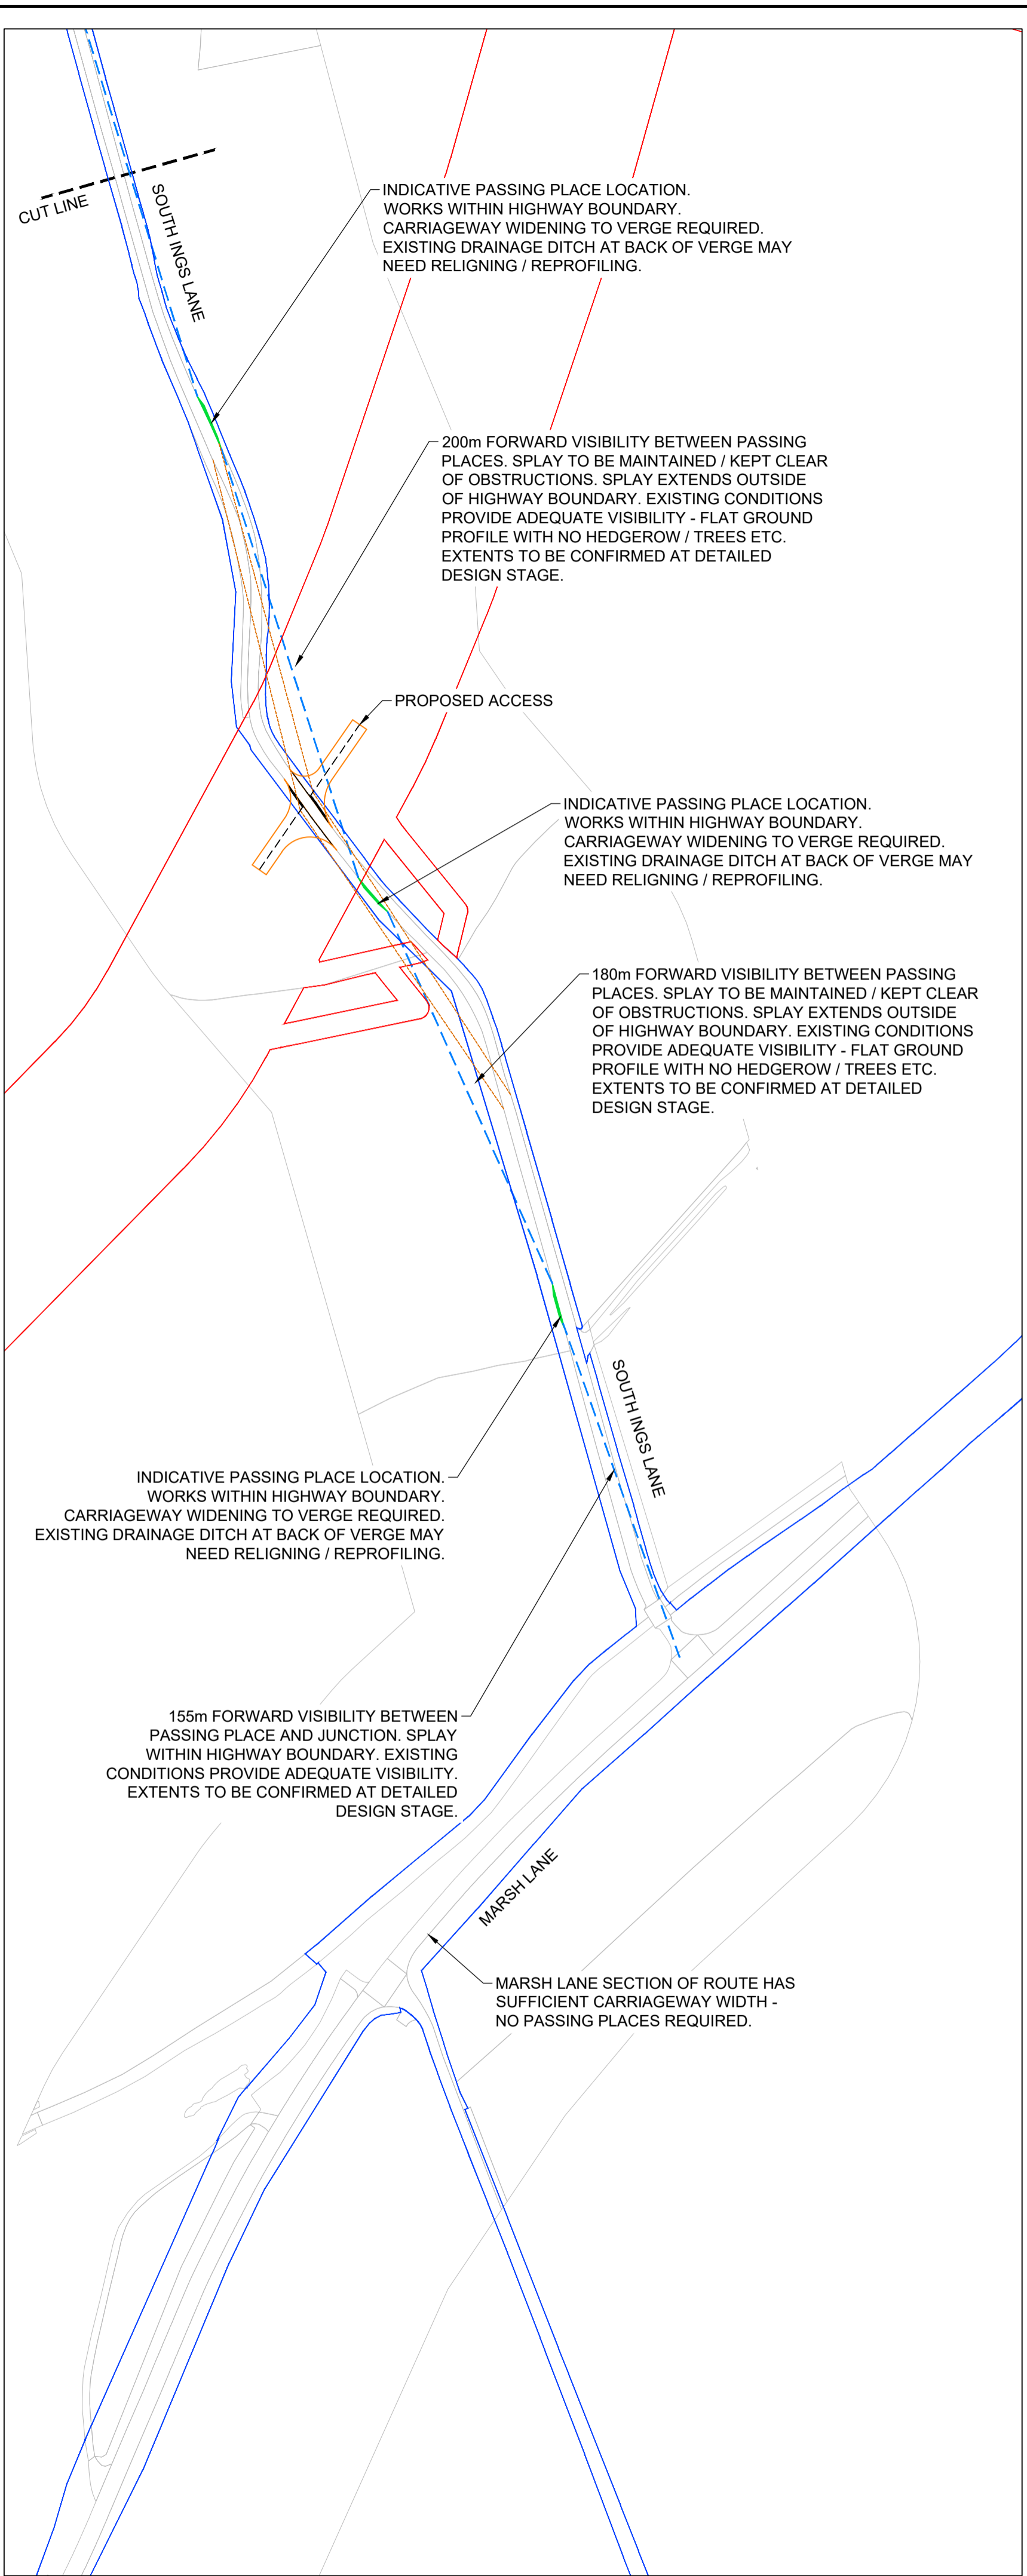 CUT LINE
SOUTH INGS LANE
INDICATIVE PASSING PLACE LOCATION.
WORKS WITHIN HIGHWAY BOUNDARY.
CARRIAGEWAY WIDENING TO VERGE REQUIRED.
EXISTING DRAINAGE DITCH AT BACK OF VERGE MAY
NEED RELIGNING / REPROFILING.
200m FORWARD VISIBILITY BETWEEN PASSING
PLACES. SPLAY TO BE MAINTAINED / KEPT CLEAR
OF OBSTRUCTIONS. SPLAY EXTENDS OUTSIDE
OF HIGHWAY BOUNDARY. EXISTING CONDITIONS
PROVIDE ADEQUATE VISIBILITY - FLAT GROUND
PROFILE WITH NO HEDGEROW / TREES ETC.
EXTENTS TO BE CONFIRMED AT DETAILED
DESIGN STAGE.
PROPOSED ACCESS
INDICATIVE PASSING PLACE LOCATION.
WORKS WITHIN HIGHWAY BOUNDARY.
CARRIAGEWAY WIDENING TO VERGE REQUIRED.
EXISTING DRAINAGE DITCH AT BACK OF VERGE MAY
NEED RELIGNING / REPROFILING.
180m FORWARD VISIBILITY BETWEEN PASSING
PLACES. SPLAY TO BE MAINTAINED / KEPT CLEAR
OF OBSTRUCTIONS. SPLAY EXTENDS OUTSIDE
OF HIGHWAY BOUNDARY. EXISTING CONDITIONS
PROVIDE ADEQUATE VISIBILITY - FLAT GROUND
PROFILE WITH NO HEDGEROW / TREES ETC.
EXTENTS TO BE CONFIRMED AT DETAILED
DESIGN STAGE.
SOUTH INGS LANE
INDICATIVE PASSING PLACE LOCATION.
WORKS WITHIN HIGHWAY BOUNDARY.
CARRIAGEWAY WIDENING TO VERGE REQUIRED.
EXISTING DRAINAGE DITCH AT BACK OF VERGE MAY
NEED RELIGNING / REPROFILING.
155m FORWARD VISIBILITY BETWEEN
PASSING PLACE AND JUNCTION. SPLAY
WITHIN HIGHWAY BOUNDARY. EXISTING
CONDITIONS PROVIDE ADEQUATE VISIBILITY.
EXTENTS TO BE CONFIRMED AT DETAILED
DESIGN STAGE.
MARSH LANE
MARSH LANE SECTION OF ROUTE HAS
SUFFICIENT CARRIAGEWAY WIDTH -
NO PASSING PLACES REQUIRED.